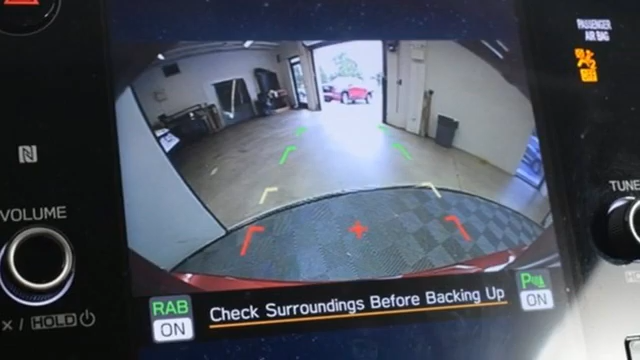 PASSENGER
AIR BAG
VOLUME
TUNE
× / HOLD
RAB
ON
Check Surroundings Before Backing Up
ON